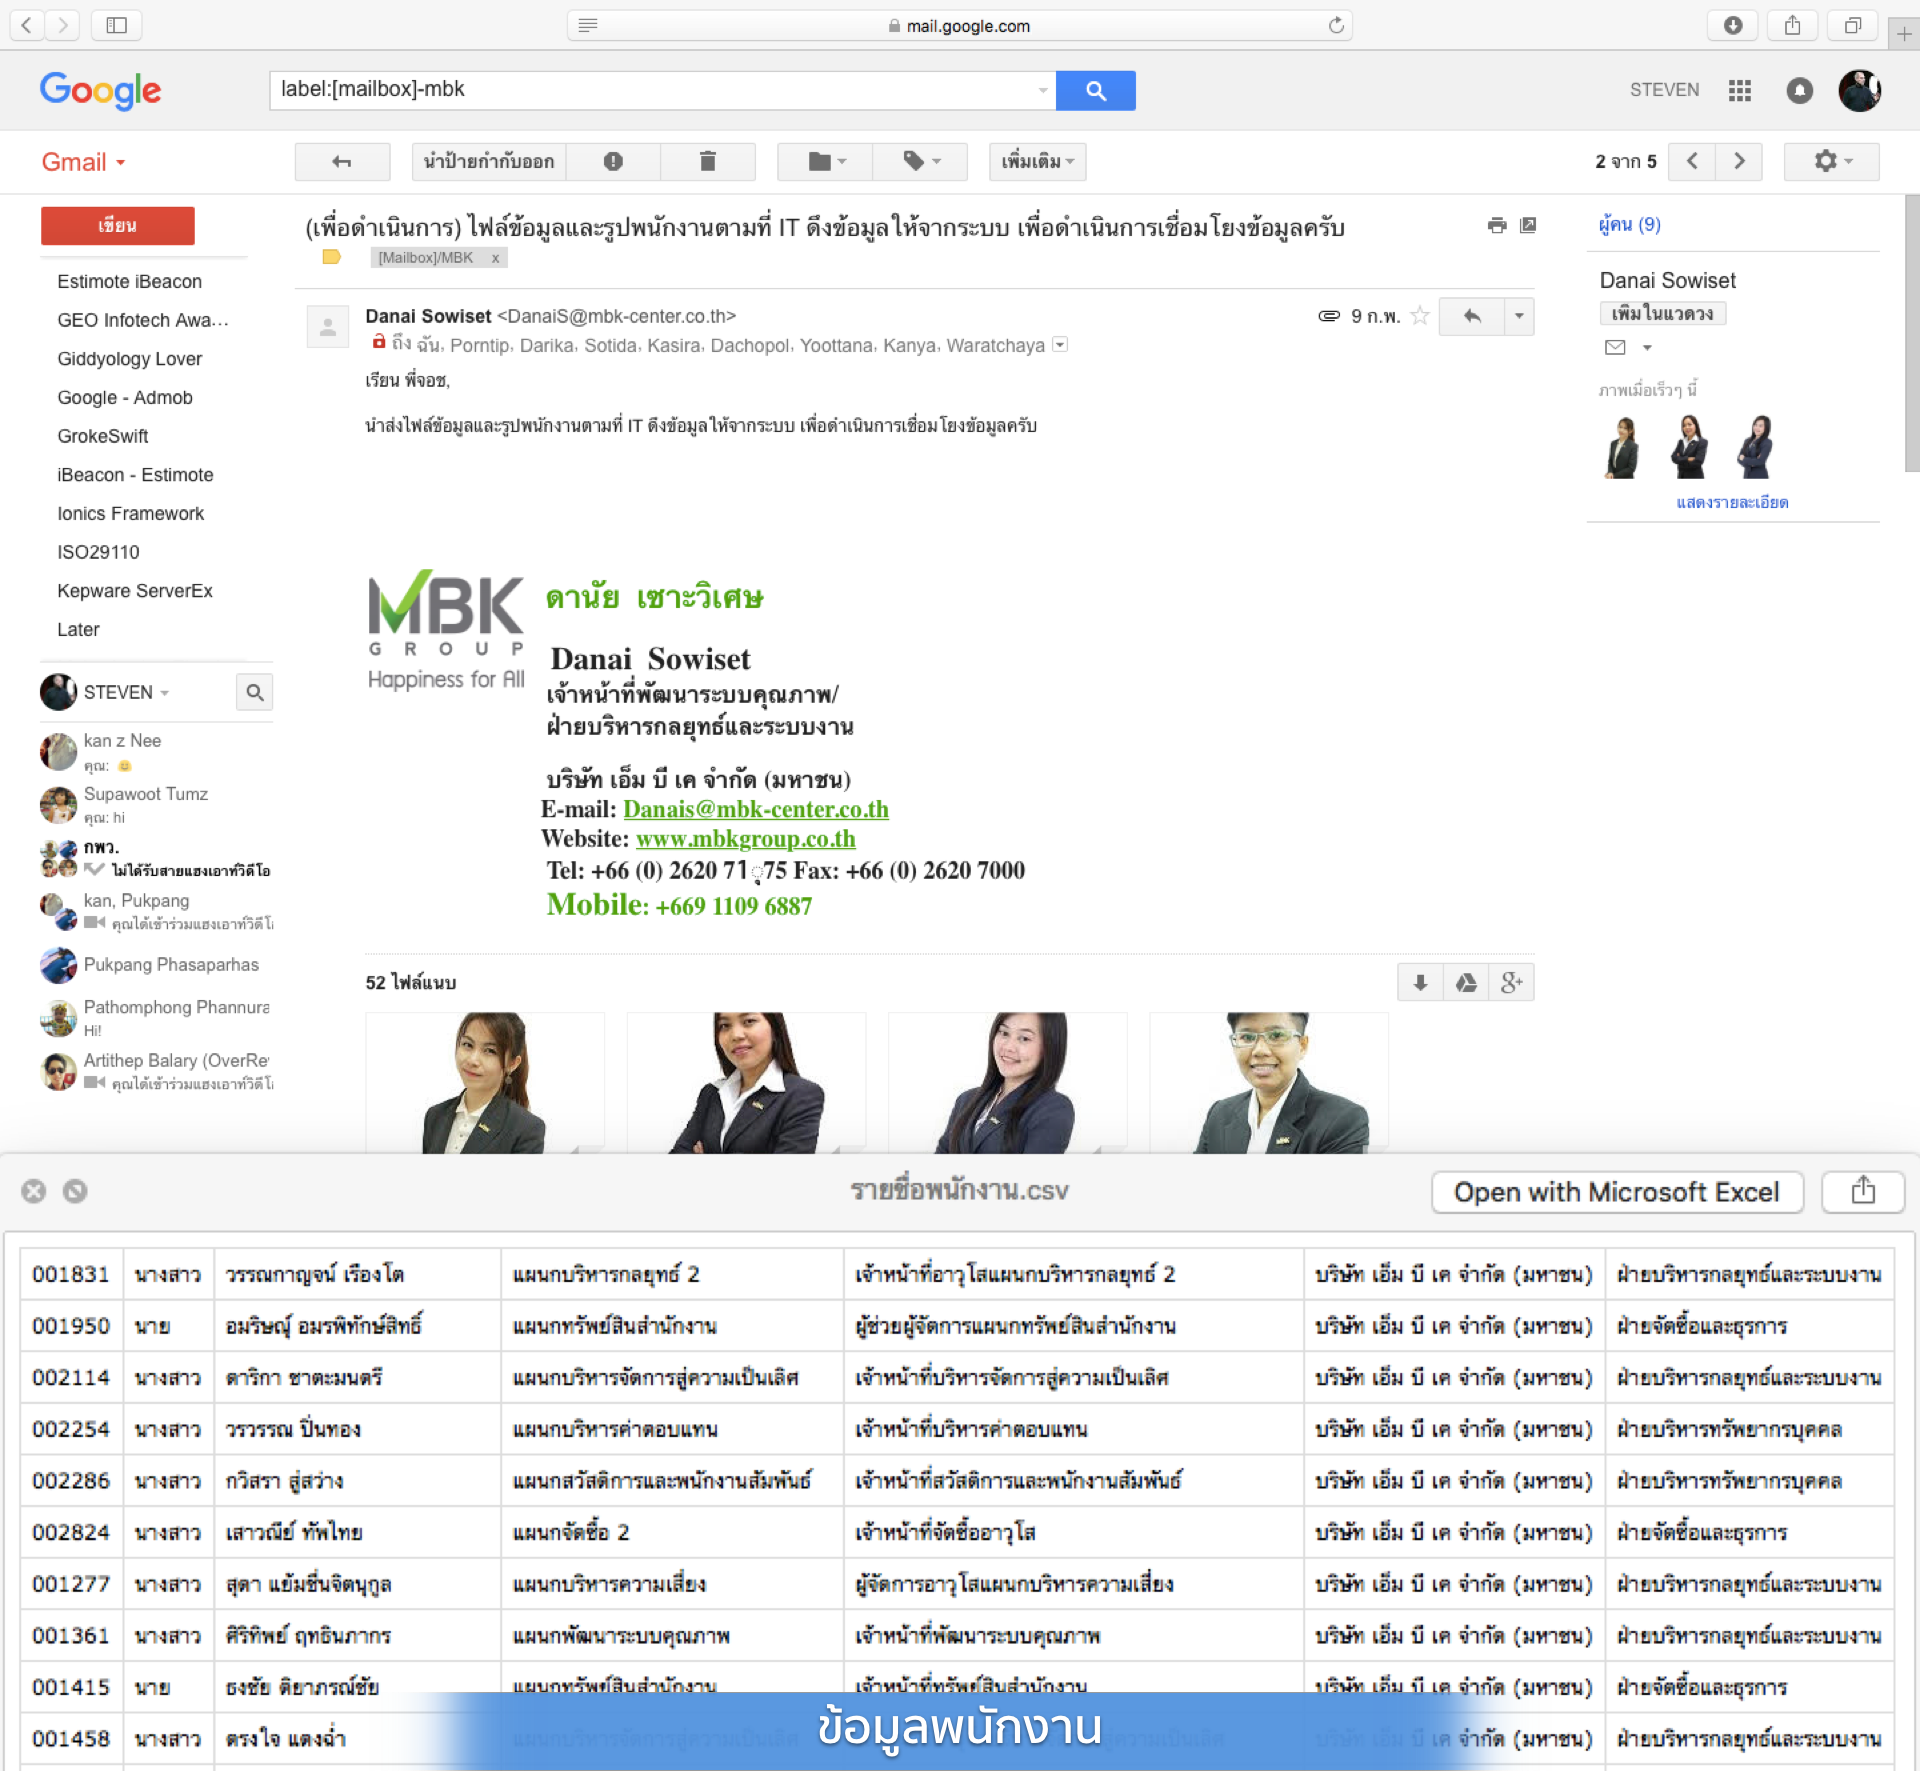 mail.google.com
Google
label:[mailbox]-mbk
STEVEN
Gmail
นำป้ายกำกับออก
เพิ่มเติม
2 จาก 5
เขียน
Estimote iBeacon
GEO Infotech Awa...
Giddyology Lover
Google - Admob
GrokeSwift
iBeacon - Estimote
Ionics Framework
ISO29110
Kepware ServerEx
Later
STEVEN
kan z Nee
คุณ:
Supawoot Tumz
คุณ: hi
กพว.
ไม่ได้รับสายแฮงเอาท์วิดีโอ
kan, Pukpang
คุณได้เข้าร่วมแฮงเอาท์วิดีโ
Pukpang Phasaparhas
Pathomphong Phannura
Hi!
Artithep Balary (OverRe
คุณได้เข้าร่วมแฮงเอาท์วิดีโ
(เพื่อดำเนินการ) ไฟล์ข้อมูลและรูปพนักงานตามที่ IT ดึงข้อมูลให้จากระบบ เพื่อดำเนินการเชื่อมโยงข้อมูลครับ
[Mailbox]/MBK x
Danai Sowiset <DanaiS@mbk-center.co.th>
9 ก.พ.
ถึง ฉัน, Porntip, Darika, Sotida, Kasira, Dachopol, Yoottana, Kanya, Waratchaya
เรียน พี่จอช,
นำส่งไฟล์ข้อมูลและรูปพนักงานตามที่ IT ดึงข้อมูลให้จากระบบ เพื่อดำเนินการเชื่อมโยงข้อมูลครับ
MBK
GROUP
Happiness for All
ดานัย เซาะวิเศษ
Danai Sowiset
เจ้าหน้าที่พัฒนาระบบคุณภาพ/
ฝ่ายบริหารกลยุทธ์และระบบงาน
บริษัท เอ็ม บี เค จำกัด (มหาชน)
E-mail: Danais@mbk-center.co.th
Website: www.mbkgroup.co.th
Tel: +66 (0) 2620 71ุ75 Fax: +66 (0) 2620 7000
Mobile: +669 1109 6887
52 ไฟล์แนบ
ผู้คน (9)
Danai Sowiset
เพิ่มในแวดวง
ภาพเมื่อเร็วๆ นี้
แสดงรายละเอียด
รายชื่อพนักงาน.csv
Open with Microsoft Excel
001831 นางสาว วรรณกาญจน์ เรืองโต แผนกบริหารกลยุทธ์ 2 เจ้าหน้าที่อาวุโสแผนกบริหารกลยุทธ์ 2 บริษัท เอ็ม บี เค จำกัด (มหาชน) ฝ่ายบริหารกลยุทธ์และระบบงาน
001950 นาย อมริษณุ์ อมรพิทักษ์สิทธิ์ แผนกทรัพย์สินสำนักงาน ผู้ช่วยผู้จัดการแผนกทรัพย์สินสำนักงาน บริษัท เอ็ม บี เค จำกัด (มหาชน) ฝ่ายจัดซื้อและธุรการ
002114 นางสาว ดาริกา ชาตะมนตรี แผนกบริหารจัดการสู่ความเป็นเลิศ เจ้าหน้าที่บริหารจัดการสู่ความเป็นเลิศ บริษัท เอ็ม บี เค จำกัด (มหาชน) ฝ่ายบริหารกลยุทธ์และระบบงาน
002254 นางสาว วรวรรณ ปิ่นทอง แผนกบริหารค่าตอบแทน เจ้าหน้าที่บริหารค่าตอบแทน บริษัท เอ็ม บี เค จำกัด (มหาชน) ฝ่ายบริหารทรัพยากรบุคคล
002286 นางสาว กวิสรา สู่สว่าง แผนกสวัสดิการและพนักงานสัมพันธ์ เจ้าหน้าที่สวัสดิการและพนักงานสัมพันธ์ บริษัท เอ็ม บี เค จำกัด (มหาชน) ฝ่ายบริหารทรัพยากรบุคคล
002824 นางสาว เสาวณีย์ ทัพไทย แผนกจัดซื้อ 2 เจ้าหน้าที่จัดซื้ออาวุโส บริษัท เอ็ม บี เค จำกัด (มหาชน) ฝ่ายจัดซื้อและธุรการ
001277 นางสาว สุดา แย้มชื่นจิตนุกูล แผนกบริหารความเสี่ยง ผู้จัดการอาวุโสแผนกบริหารความเสี่ยง บริษัท เอ็ม บี เค จำกัด (มหาชน) ฝ่ายบริหารกลยุทธ์และระบบงาน
001361 นางสาว ศิริทิพย์ ฤทธินภากร แผนกพัฒนาระบบคุณภาพ เจ้าหน้าที่พัฒนาระบบคุณภาพ บริษัท เอ็ม บี เค จำกัด (มหาชน) ฝ่ายบริหารกลยุทธ์และระบบงาน
001415 นาย ธงชัย ติยาภรณ์ชัย แผนกทรัพย์สินสำนักงาน เจ้าหน้าที่ทรัพย์สินสำนักงาน บริษัท เอ็ม บี เค จำกัด (มหาชน) ฝ่ายจัดซื้อและธุรการ
001458 นางสาว ตรงใจ แดงฉ่ำ แผนกบริหารจัดการสู่ความเป็นเลิศ บริษัท เอ็ม บี เค จำกัด (มหาชน) ฝ่ายบริหารกลยุทธ์และระบบงาน
ข้อมูลพนักงาน